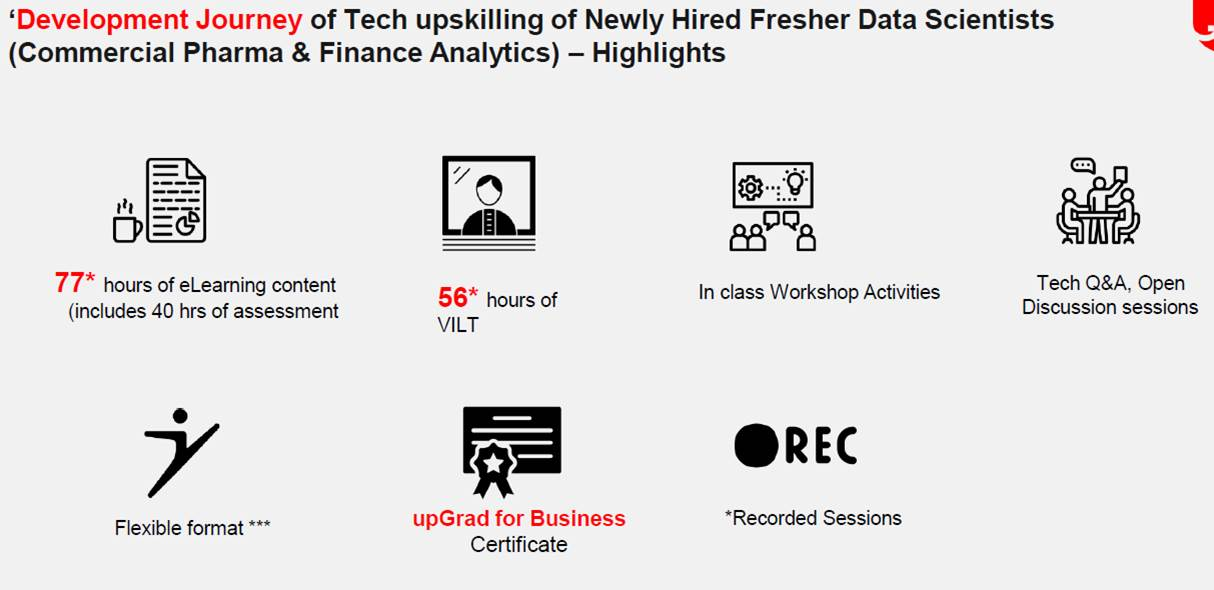 ‘Development Journey of Tech upskilling of Newly Hired Fresher Data Scientists
(Commercial Pharma & Finance Analytics) – Highlights
77* hours of eLearning content
(includes 40 hrs of assessment
56* hours of
VILT
In class Workshop Activities
Tech Q&A, Open
Discussion sessions
Flexible format ***
upGrad for Business
Certificate
REC
*Recorded Sessions